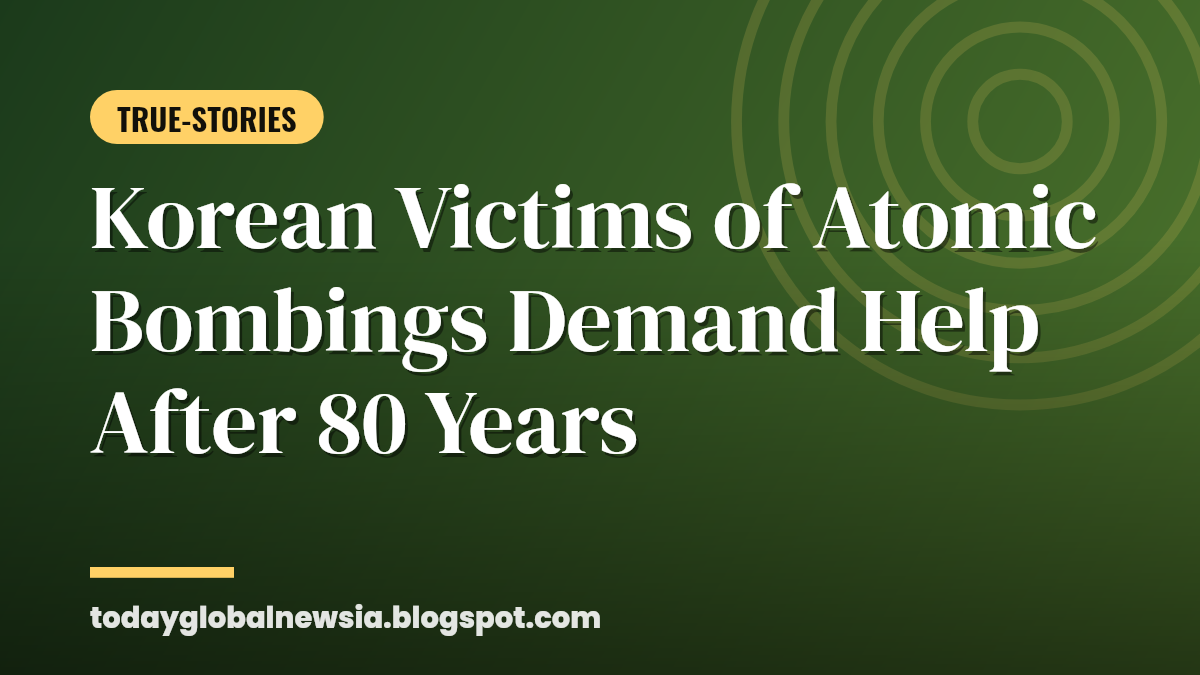 TRUE-STORIES
Korean Victims of Atomic
Bombings Demand Help
After 80 Years
todayglobalnewsia.blogspot.com